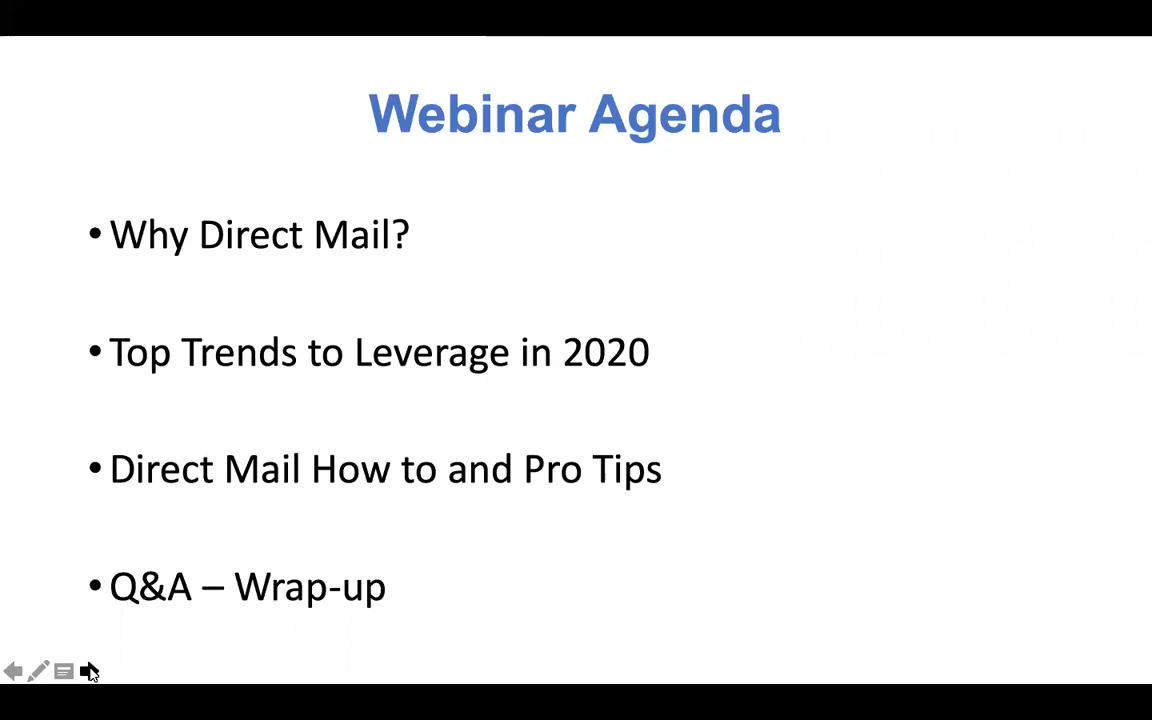 Webinar Agenda
• Why Direct Mail?
• Top Trends to Leverage in 2020
• Direct Mail How to and Pro Tips
• Q&A – Wrap-up